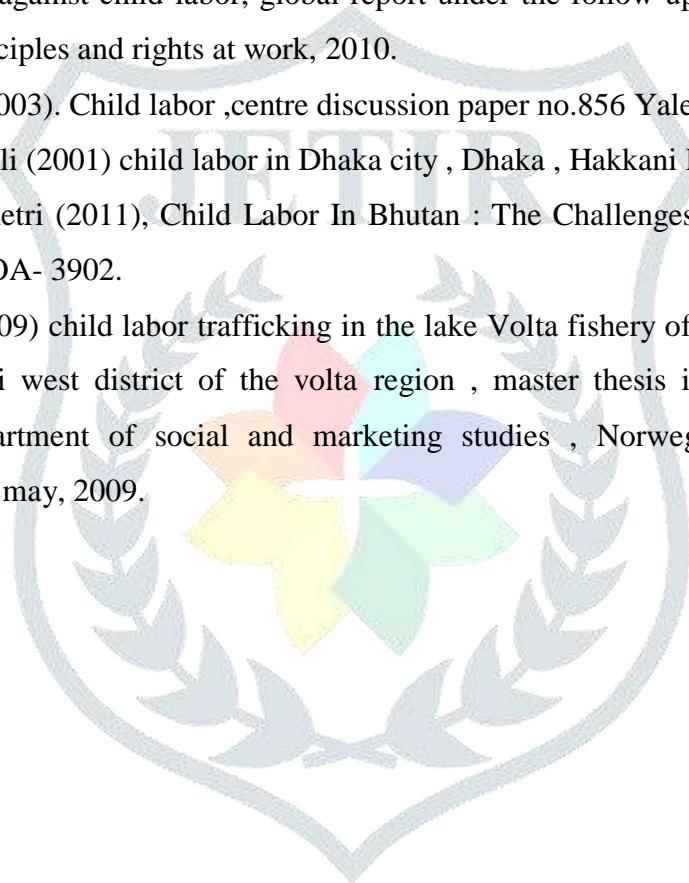 against child labor, global report under the follow up
ciples and rights at work, 2010.
003). Child labor ,centre discussion paper no.856 Yale
li (2001) child labor in Dhaka city , Dhaka , Hakkani
etri (2011), Child Labor In Bhutan : The Challenges
DA- 3902.
09) child labor trafficking in the lake Volta fishery of
i west district of the volta region , master thesis i
artment of social and marketing studies , Norweg
may, 2009.
JETIR